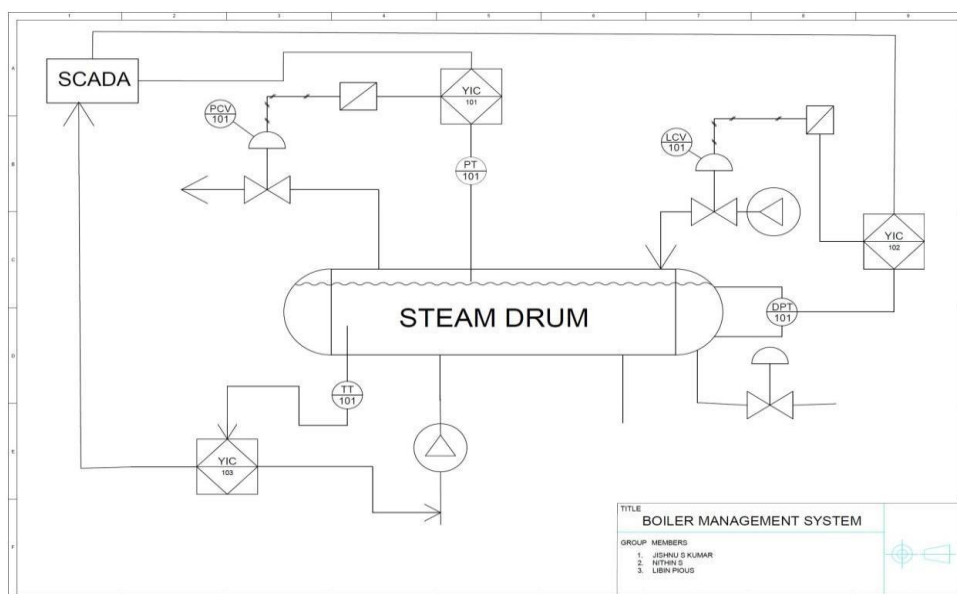 1 2 3 4 5 6 7 8 9
A
SCADA
YIC
101
PCV
101
LCV
101
B
PT
101
YIC
102
C
STEAM DRUM
DPT
101
D
TT
101
E
YIC
103
F
TITLE
BOILER MANAGEMENT SYSTEM
GROUP MEMBERS
1. JISHNU S KUMAR
2. NITHIN S
3. LIBIN PIOUS